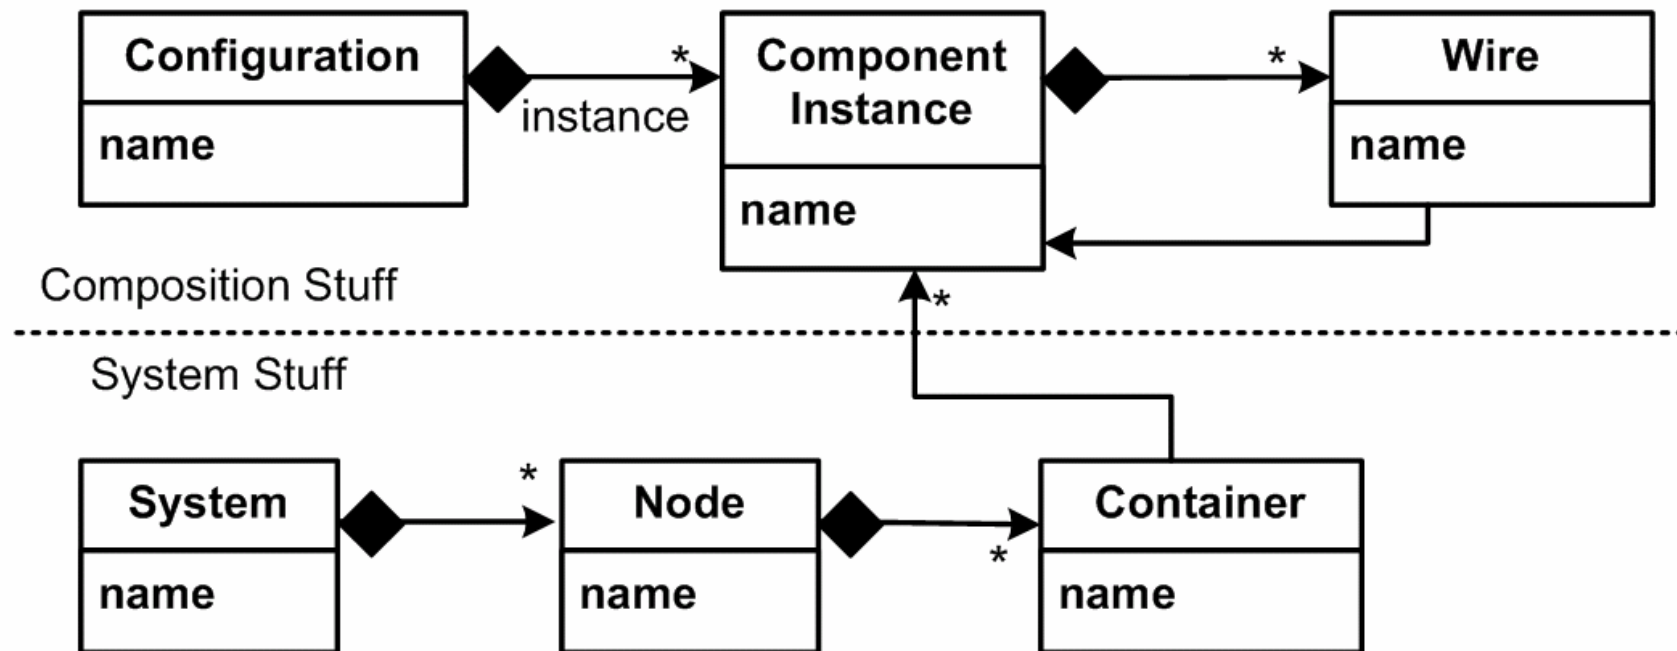 Configuration
name
*
instance
Component
Instance
name
*
Wire
name
Composition Stuff
*
System Stuff
System
name
*
Node
name
*
Container
name